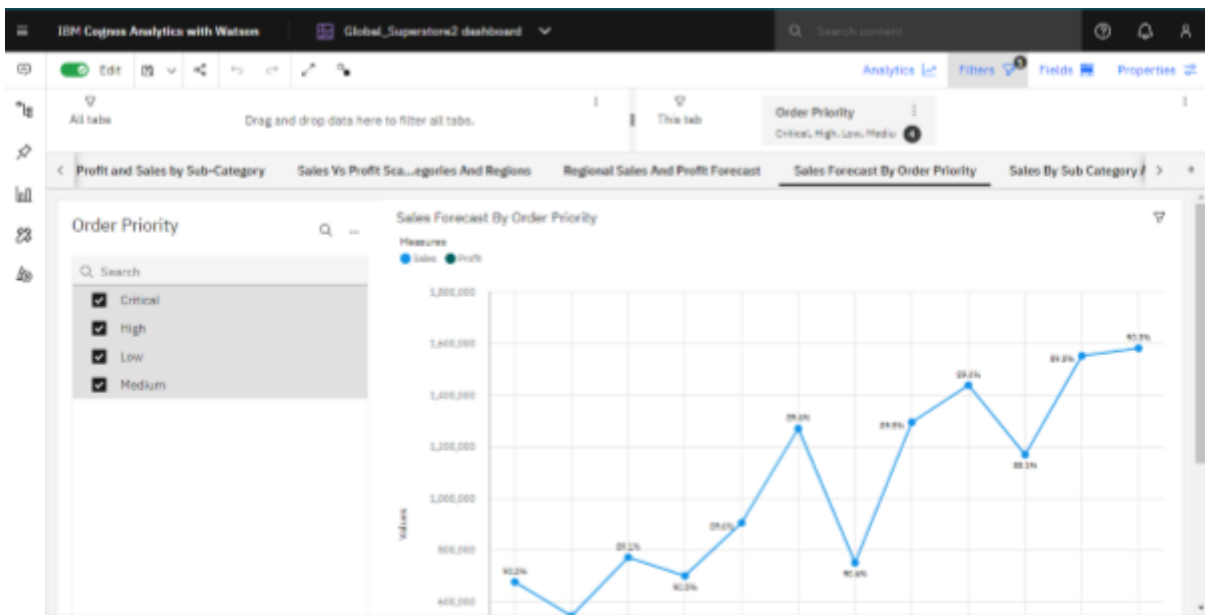 IBM Cognos Analytics with Watson
Global_Superstore2 dashboard
Search content
Edit
Analytics
Filters
1
Fields
Properties
All tabs
Drag and drop data here to filter all tabs.
This tab
Order Priority
Critical, High, Low, Mediu
4
Profit and Sales by Sub-Category
Sales Vs Profit Sca...egories And Regions
Regional Sales And Profit Forecast
Sales Forecast By Order Priority
Sales By Sub Category
Order Priority
Search
Critical
High
Low
Medium
Sales Forecast By Order Priority
Measures
Sales
Profit
1,800,000
1,600,000
1,400,000
1,200,000
1,000,000
800,000
600,000
Values